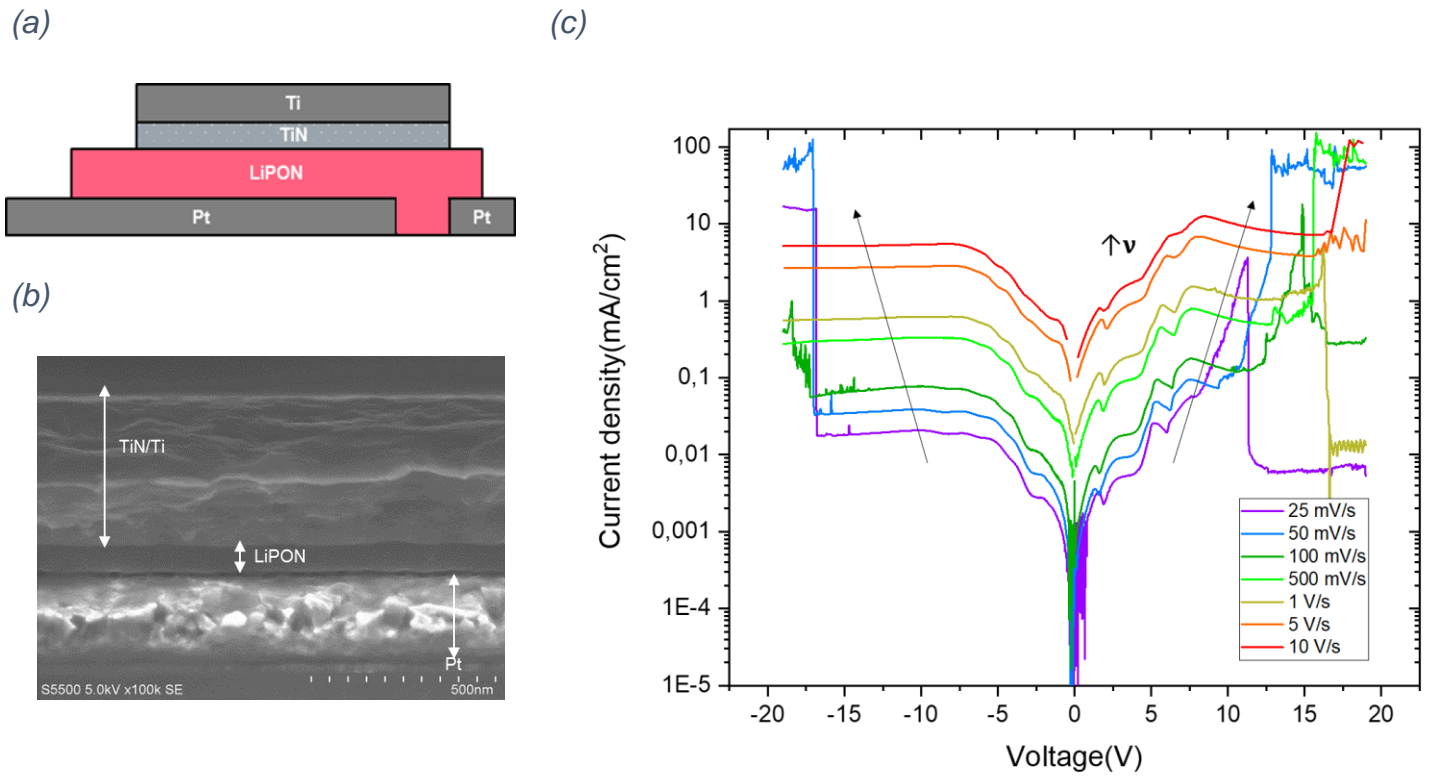 (a)
Ti
TiN
LiPON
Pt
Pt
(b)
TiN/Ti
LiPON
Pt
S5500 5.0kV x100k SE
500nm
(c)
Current density(mA/cm²)
100
10
1
0,1
0,01
0,001
1E-4
1E-5
-20
-15
-10
-5
0
5
10
15
20
Voltage(V)
↑ν
25 mV/s
50 mV/s
100 mV/s
500 mV/s
1 V/s
5 V/s
10 V/s